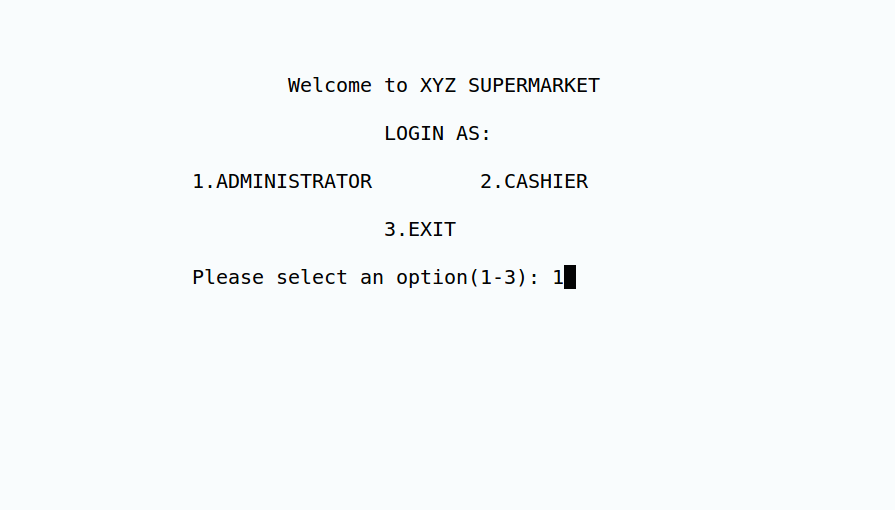 Welcome to XYZ SUPERMARKET
LOGIN AS:
1.ADMINISTRATOR 2.CASHIER
3.EXIT
Please select an option(1-3): 1